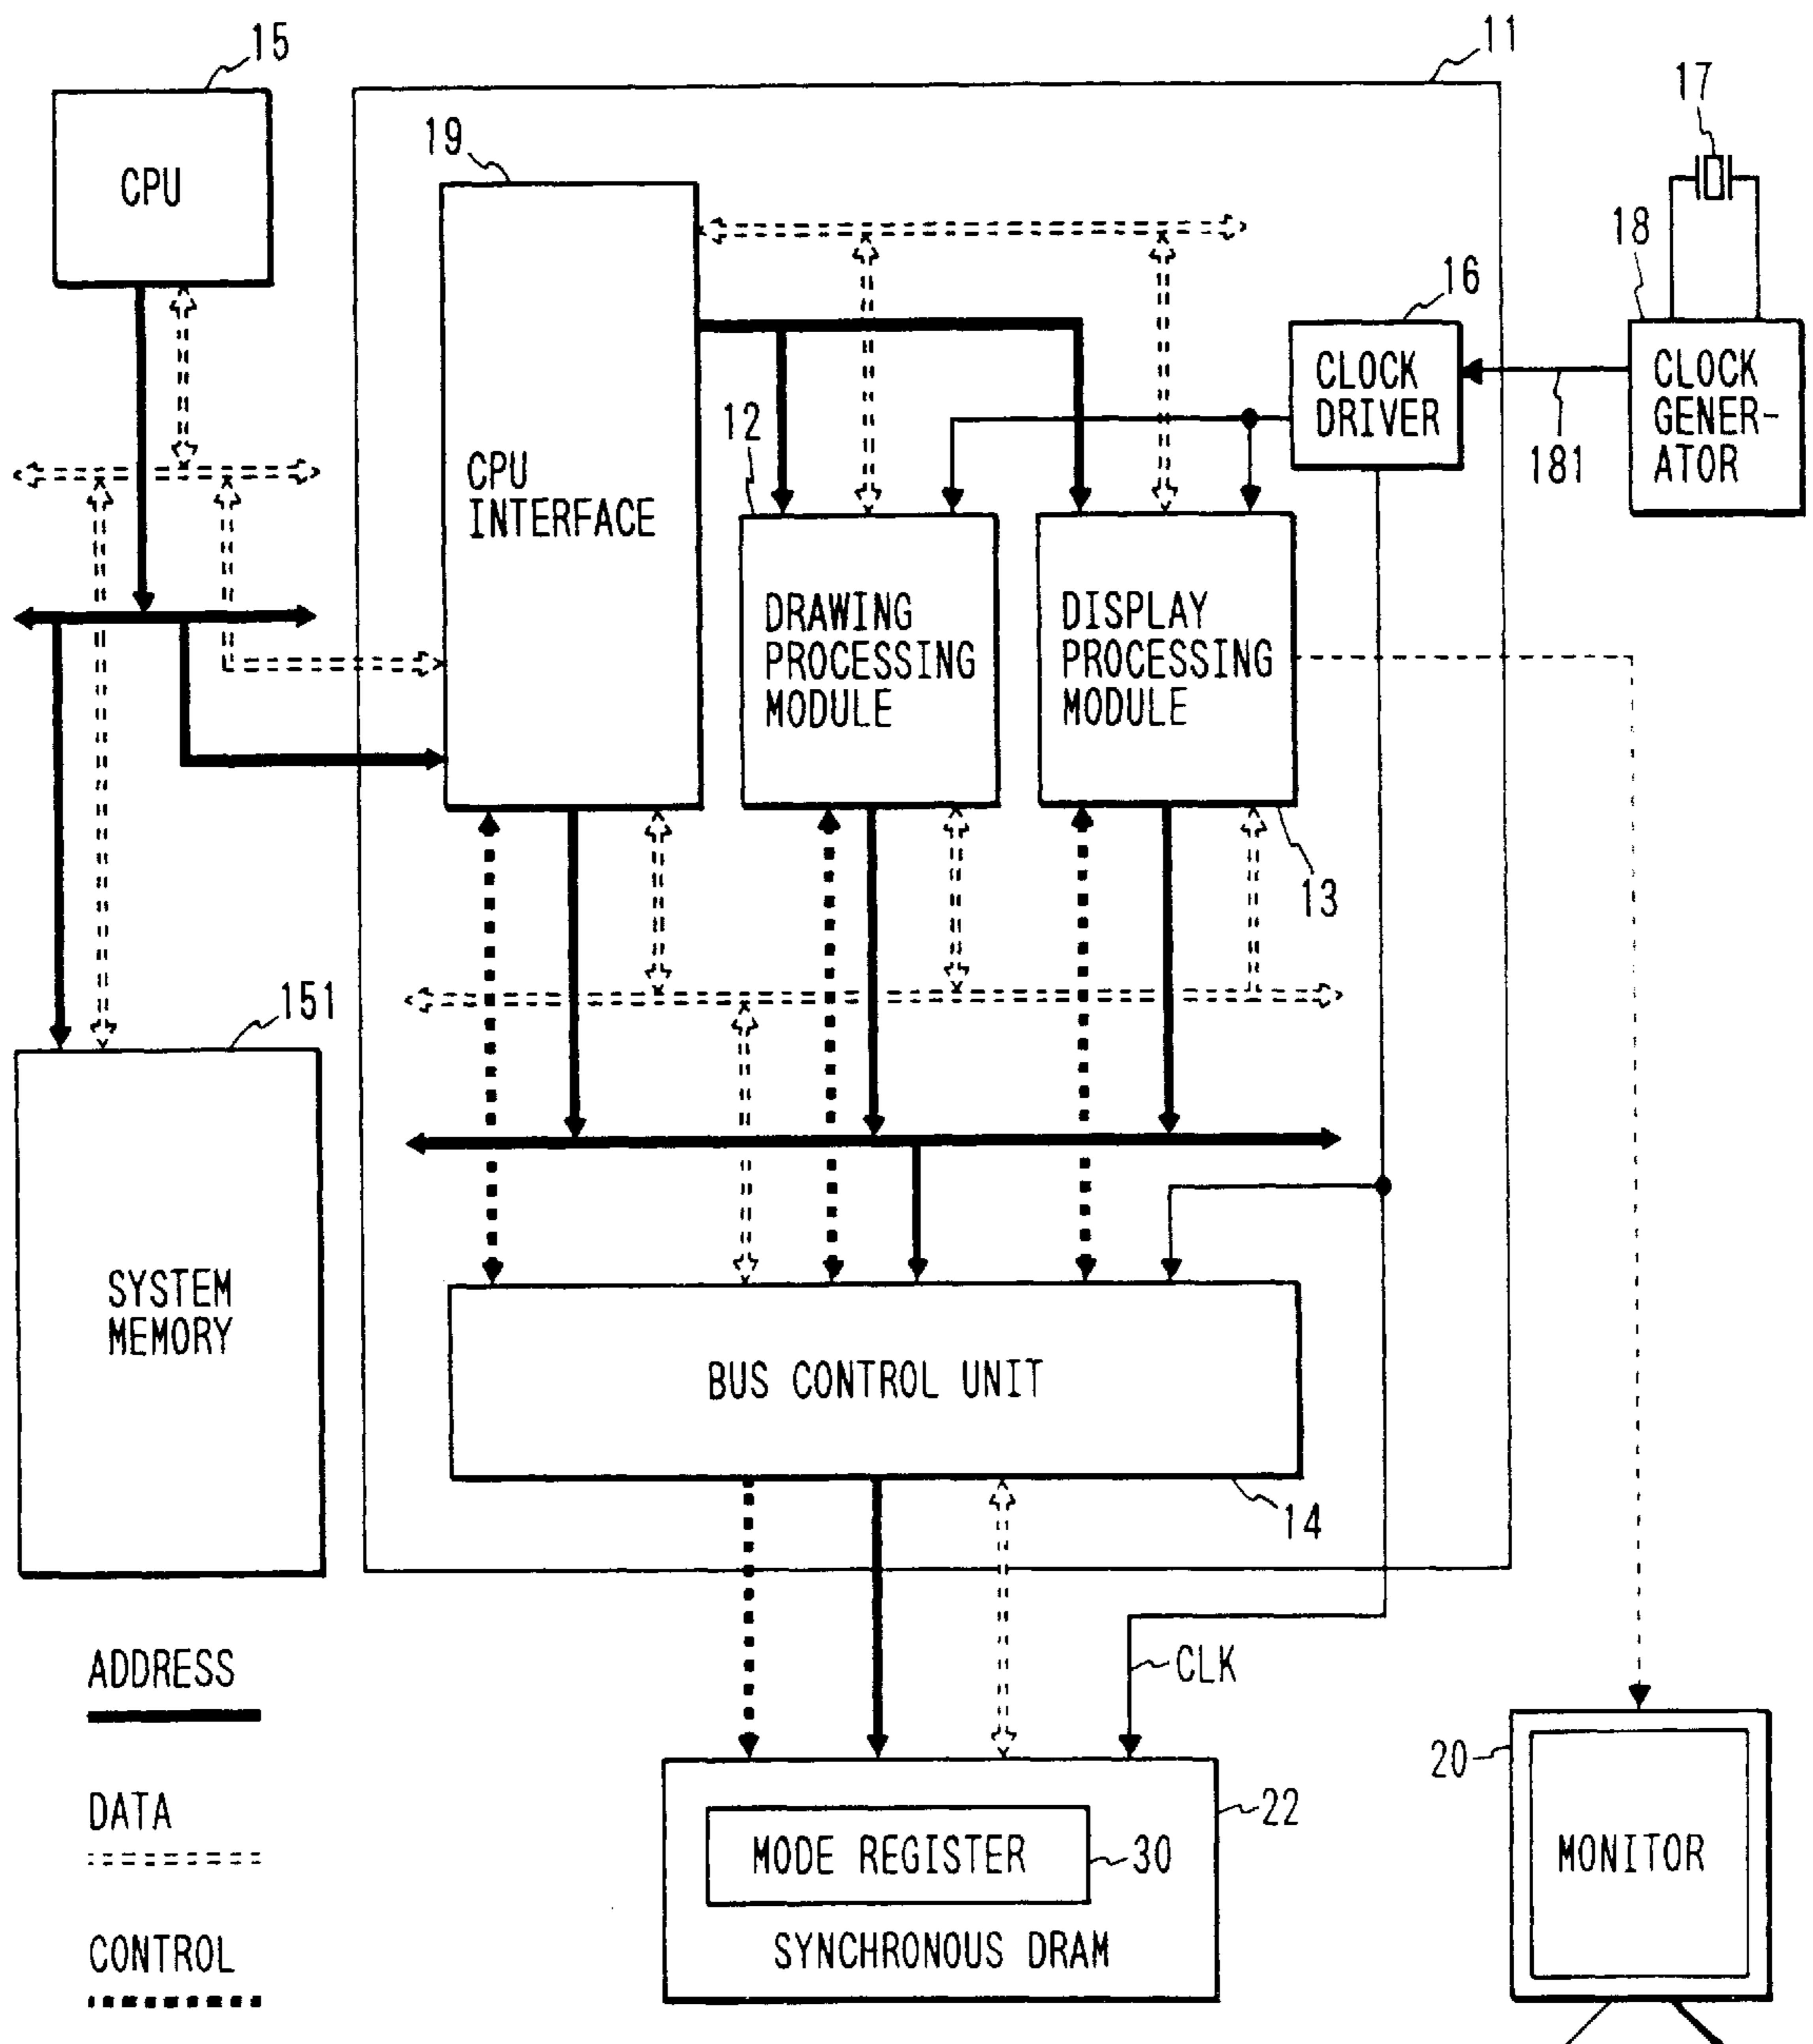 15
11
17
19
CPU
18
16
CLOCK
DRIVER
CLOCK
GENER-
ATOR
12
181
CPU
INTERFACE
DRAWING
PROCESSING
MODULE
DISPLAY
PROCESSING
MODULE
13
151
SYSTEM
MEMORY
BUS CONTROL UNIT
14
ADDRESS
CLK
20
22
DATA
MODE REGISTER
30
MONITOR
CONTROL
SYNCHRONOUS DRAM